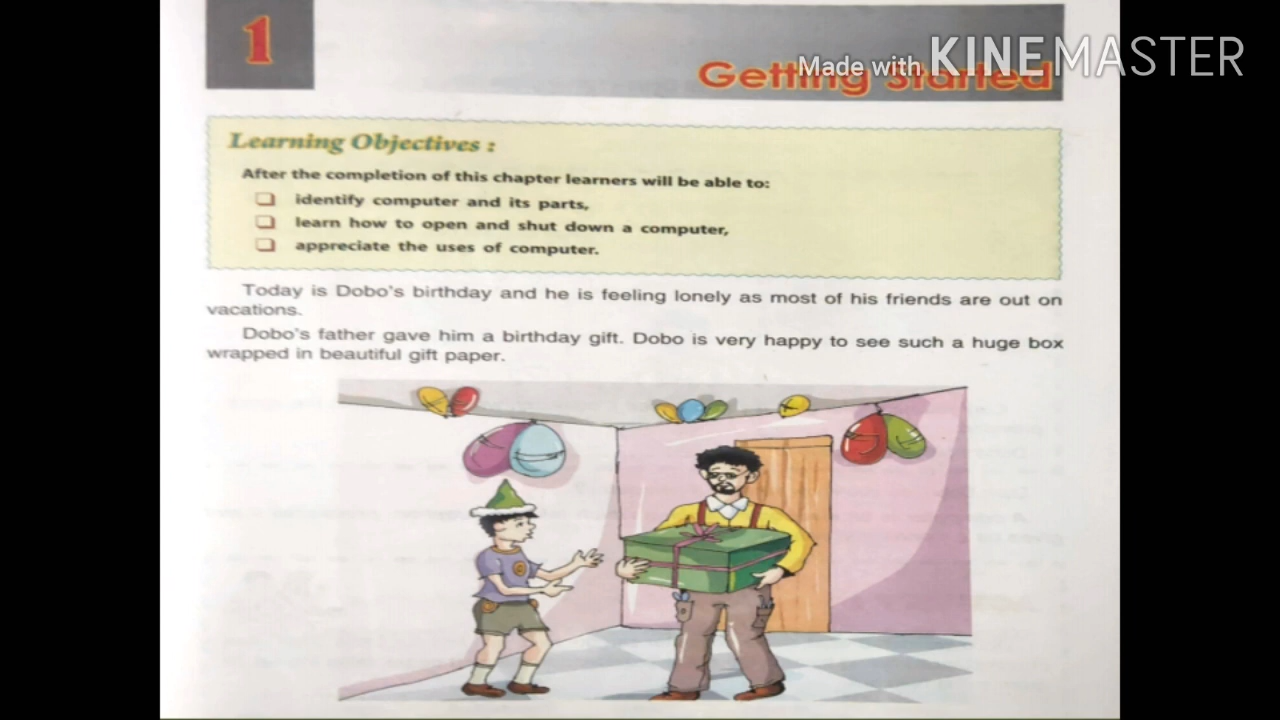 1
Made with KINEMASTER
Getting Started
Learning Objectives :
After the completion of this chapter learners will be able to:
❑ identify computer and its parts,
❑ learn how to open and shut down a computer,
❑ appreciate the uses of computer.
Today is Dobo's birthday and he is feeling lonely as most of his friends are out on
vacations.
Dobo's father gave him a birthday gift. Dobo is very happy to see such a huge box
wrapped in beautiful gift paper.